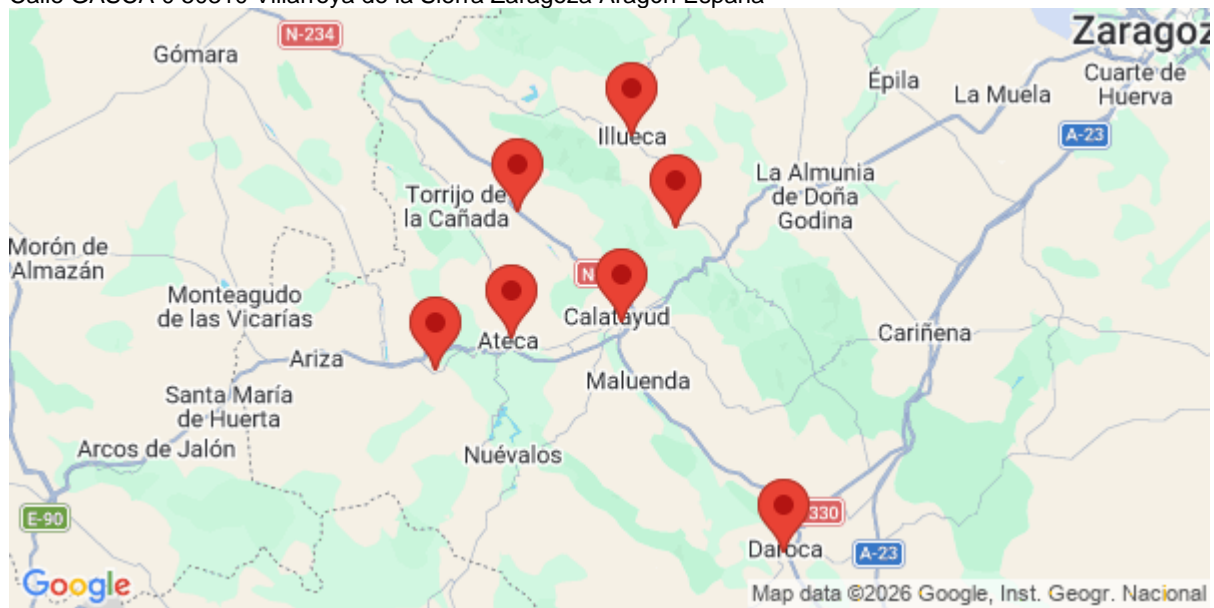 N-234
Gómara
Zaragoz
Épila
Cuarte de
Huerva
La Muela
Illueca
A-23
La Almunia
de Doña
Godina
Torrijo de
la Cañada
Morón de
Almazán
N
Monteagudo
de las Vicarías
Calatayud
Cariñena
Ateca
Ariza
Maluenda
Santa María
de Huerta
Arcos de Jalón
Nuévalos
E-90
330
Daroca
A-23
Google
Map data ©2026 Google, Inst. Geogr. Nacional